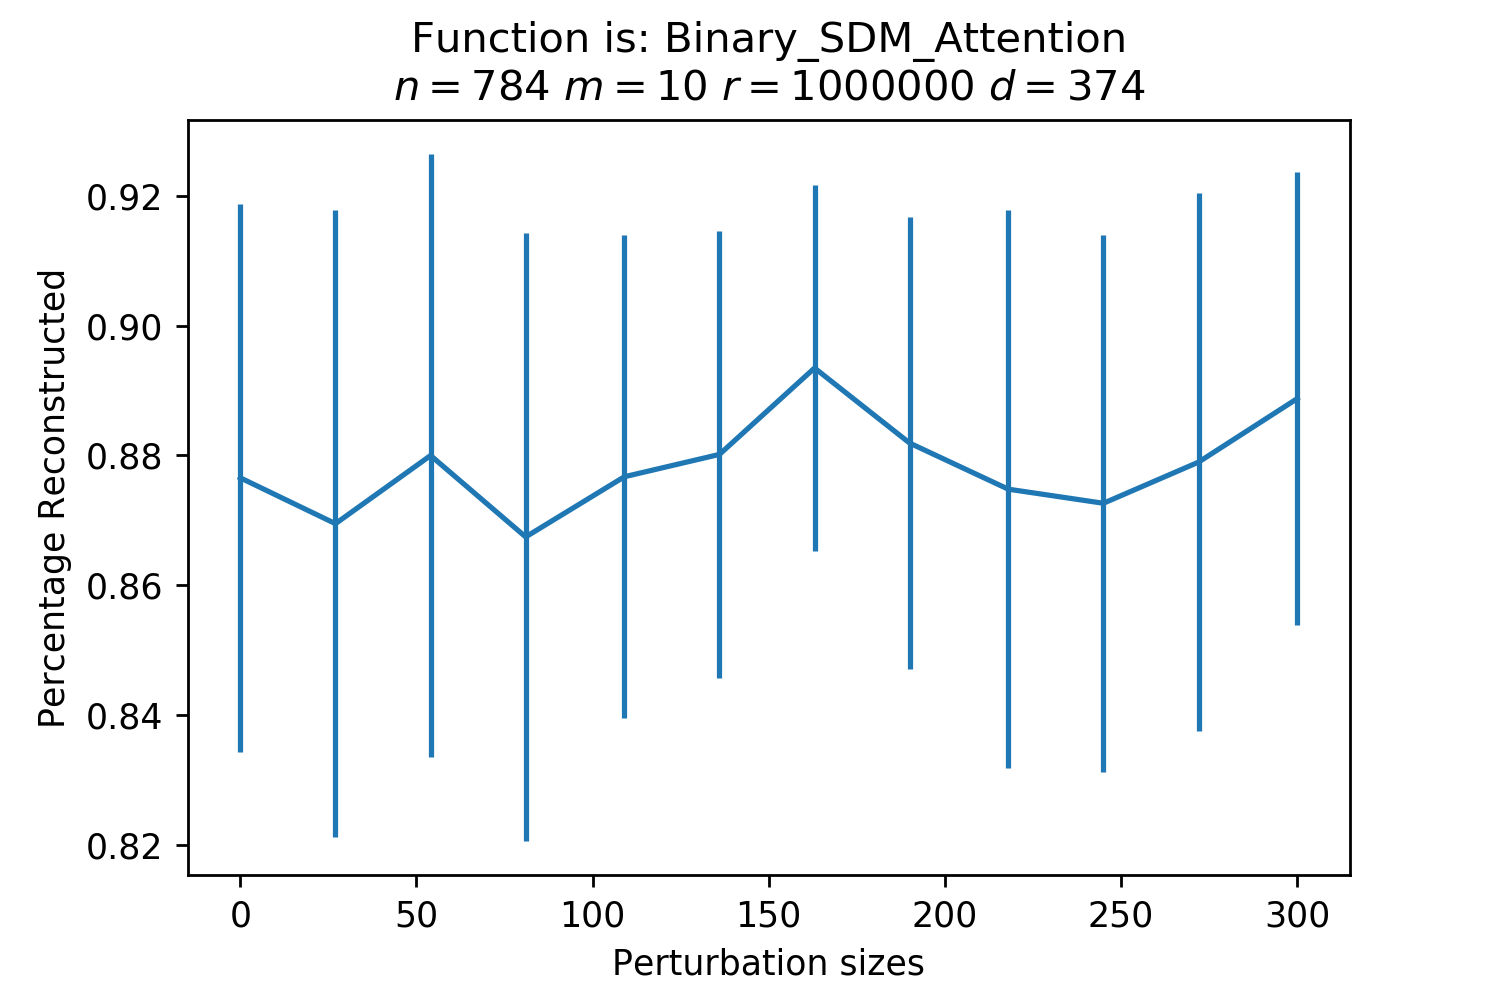 Function is: Binary_SDM_Attention
n = 784 m = 10 r = 1000000 d = 374
Percentage Reconstructed
0.92
0.90
0.88
0.86
0.84
0.82
0 50 100 150 200 250 300
Perturbation sizes